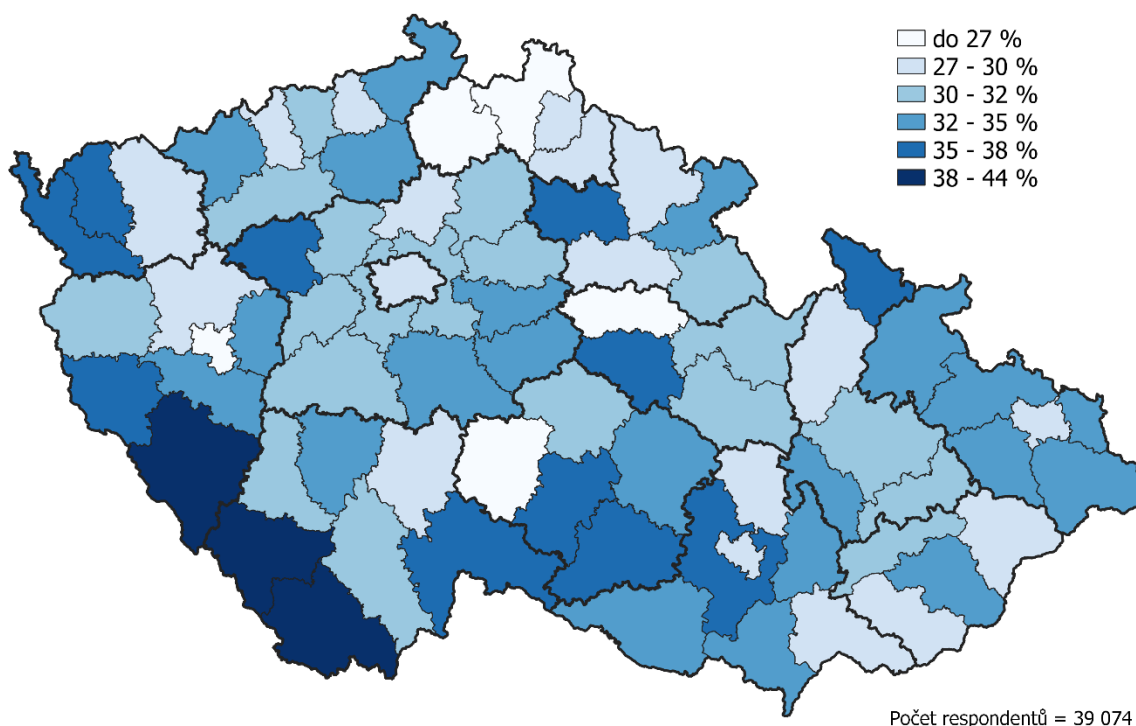 do 27 %
27 - 30 %
30 - 32 %
32 - 35 %
35 - 38 %
38 - 44 %
Počet respondentů = 39 074